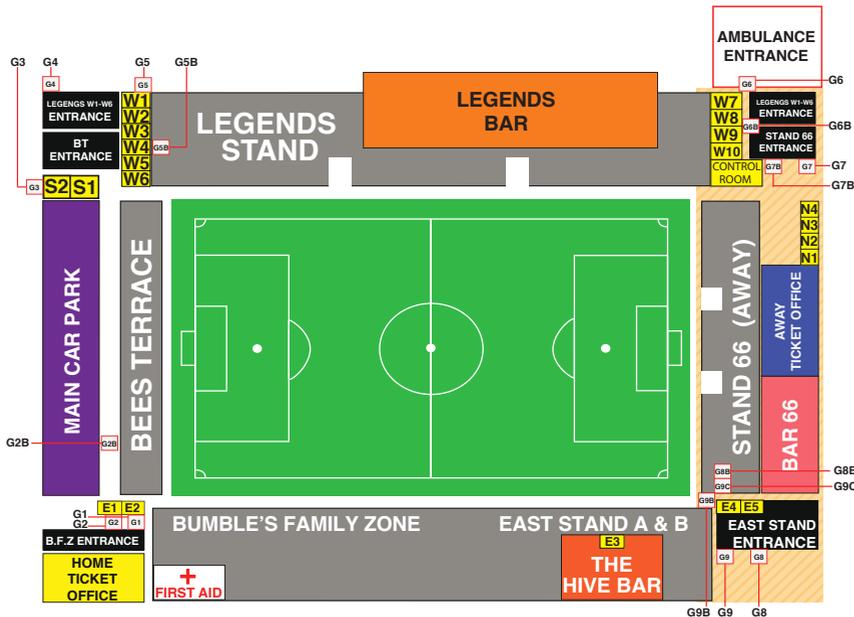 AMBULANCE
ENTRANCE
G3
G4
G5
G5B
G4
G5
G6
G6
LEGENGS W1-W6
ENTRANCE
BT
ENTRANCE
W1
W2
W3
W4
W5
W6
G5B
LEGENDS
STAND
LEGENDS
BAR
W7
W8
W9
W10
CONTROL
ROOM
LEGENGS W1-W6
ENTRANCE
G6B
G6B
STAND 66
ENTRANCE
G7B
G7
G7
G7B
G3
S2
S1
MAIN CAR PARK
BEES TERRACE
STAND 66 (AWAY)
N4
N3
N2
N1
AWAY
TICKET OFFICE
BAR 66
G2B
G2B
G8B
G8B
G9C
G9C
G9B
G1
G2
E1
E2
G2
G1
B.F.Z ENTRANCE
HOME
TICKET
OFFICE
BUMBLE'S FAMILY ZONE
EAST STAND A & B
E3
THE
HIVE BAR
FIRST AID
E4
E5
EAST STAND
ENTRANCE
G9
G8
G9B
G9
G8